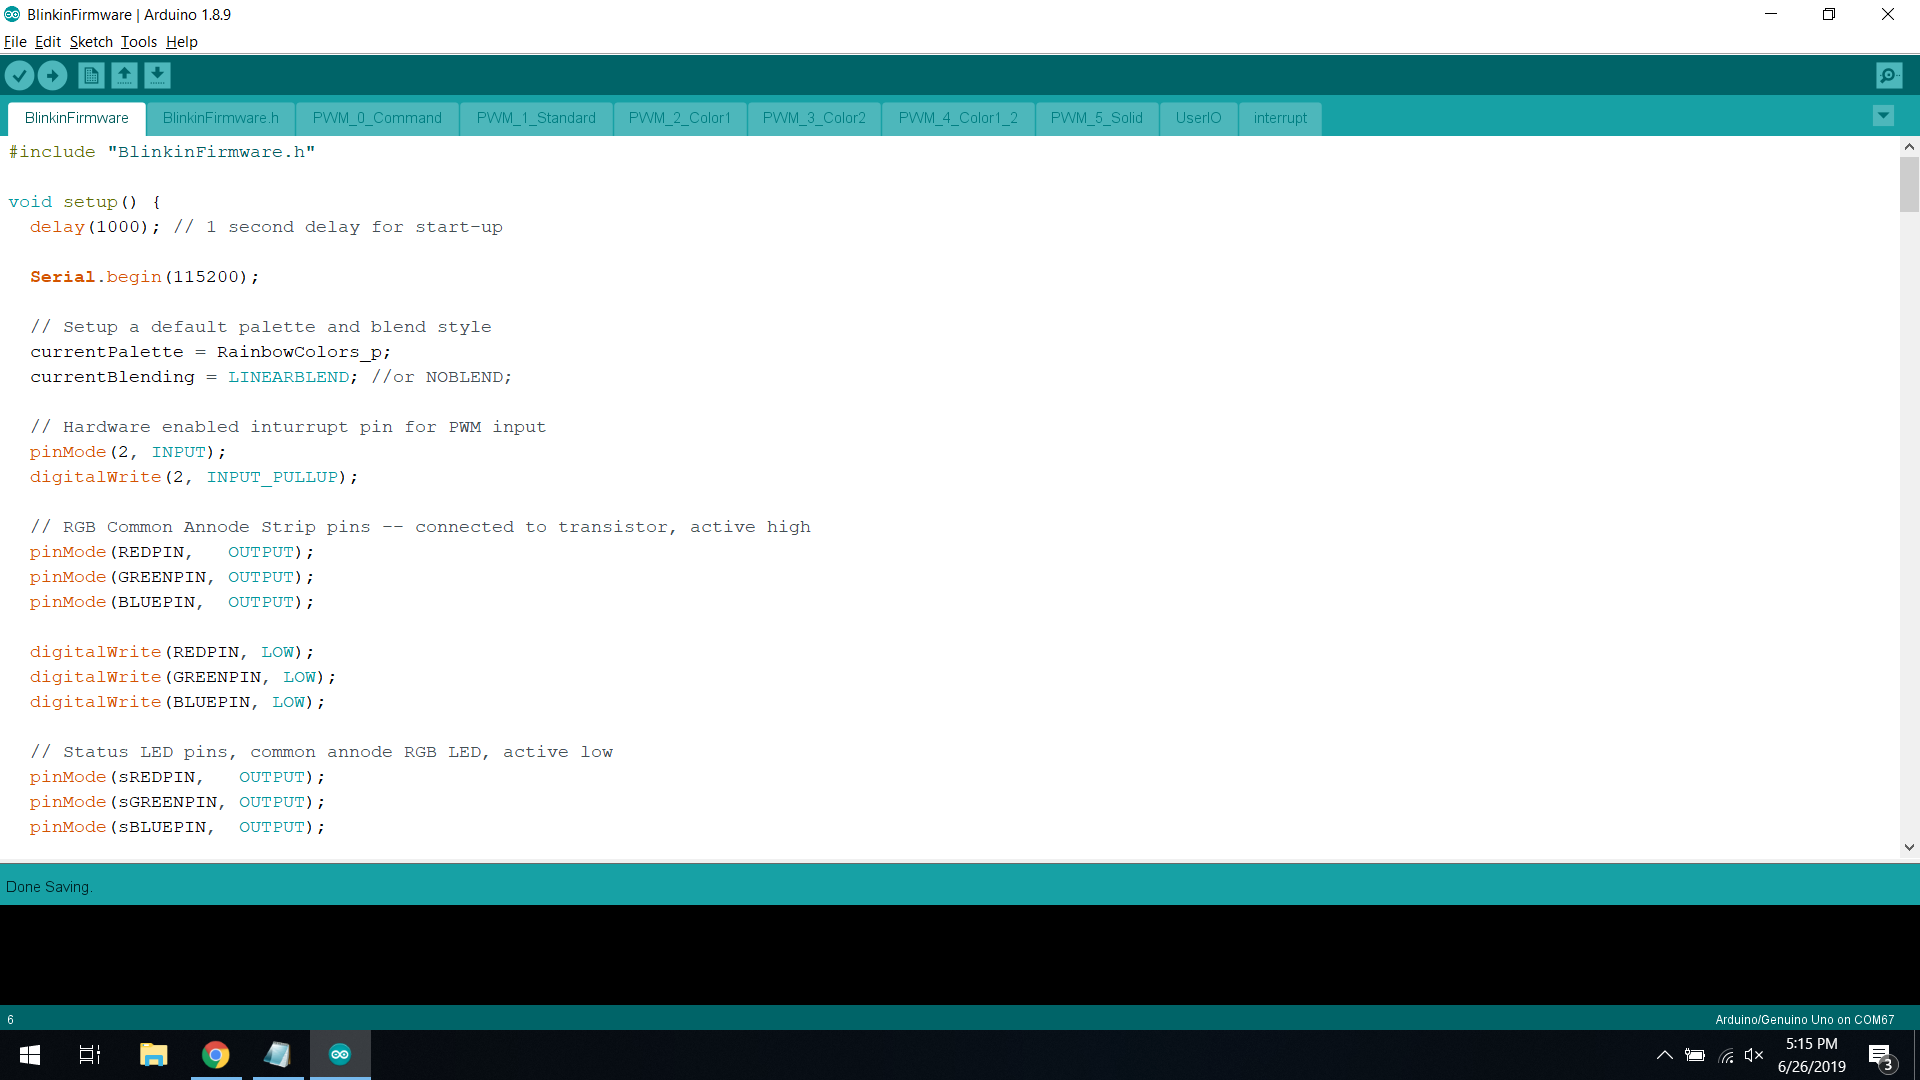 BlinkinFirmware | Arduino 1.8.9
File Edit Sketch Tools Help
BlinkinFirmware BlinkinFirmware.h PWM_0_Command PWM_1_Standard PWM_2_Color1 PWM_3_Color2 PWM_4_Color1_2 PWM_5_Solid UserIO interrupt
#include "BlinkinFirmware.h"
void setup() {
  delay(1000); // 1 second delay for start-up
  Serial.begin(115200);
  // Setup a default palette and blend style
  currentPalette = RainbowColors_p;
  currentBlending = LINEARBLEND; //or NOBLEND;
  // Hardware enabled inturrupt pin for PWM input
  pinMode(2, INPUT);
  digitalWrite(2, INPUT_PULLUP);
  // RGB Common Annode Strip pins -- connected to transistor, active high
  pinMode(REDPIN,   OUTPUT);
  pinMode(GREENPIN, OUTPUT);
  pinMode(BLUEPIN,  OUTPUT);
  digitalWrite(REDPIN, LOW);
  digitalWrite(GREENPIN, LOW);
  digitalWrite(BLUEPIN, LOW);
  // Status LED pins, common annode RGB LED, active low
  pinMode(sREDPIN,   OUTPUT);
  pinMode(sGREENPIN, OUTPUT);
  pinMode(sBLUEPIN,  OUTPUT);
Done Saving.
6
Arduino/Genuino Uno on COM67
5:15 PM
6/26/2019
3